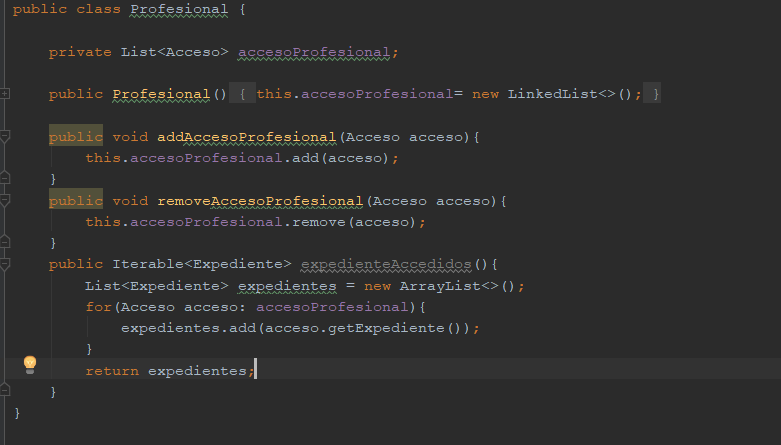 public class Profesional {
private List<Acceso> accesoProfesional;
public Profesional() { this.accesoProfesional= new LinkedList<>(); }
public void addAccesoProfesional(Acceso acceso){
this.accesoProfesional.add(acceso);
}
public void removeAccesoProfesional(Acceso acceso){
this.accesoProfesional.remove(acceso);
}
public Iterable<Expediente> expedienteAccedidos(){
List<Expediente> expedientes = new ArrayList<>();
for(Acceso acceso: accesoProfesional){
expedientes.add(acceso.getExpediente());
}
return expedientes;
}
}